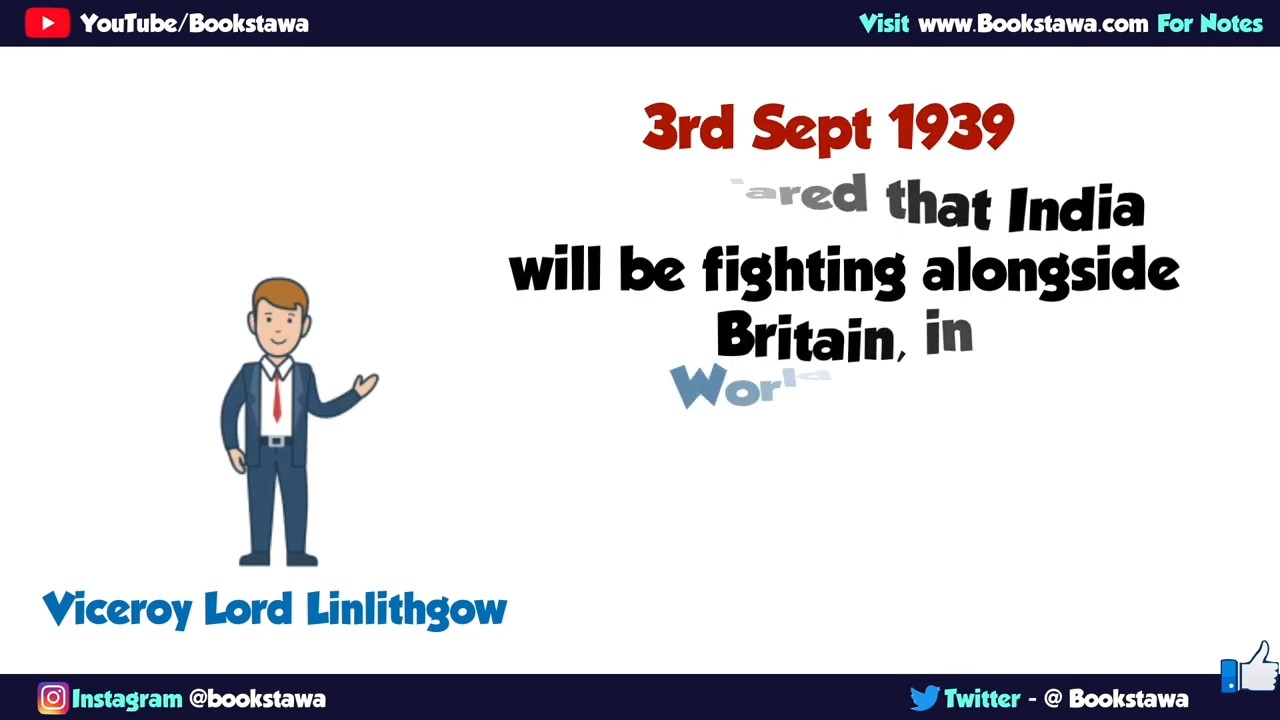 YouTube/Bookstawa
Visit www.Bookstawa.com For Notes
3rd Sept 1939
that India
will be fighting alongside
Britain, in
Viceroy Lord Linlithgow
Instagram @bookstawa
Twitter - @ Bookstawa